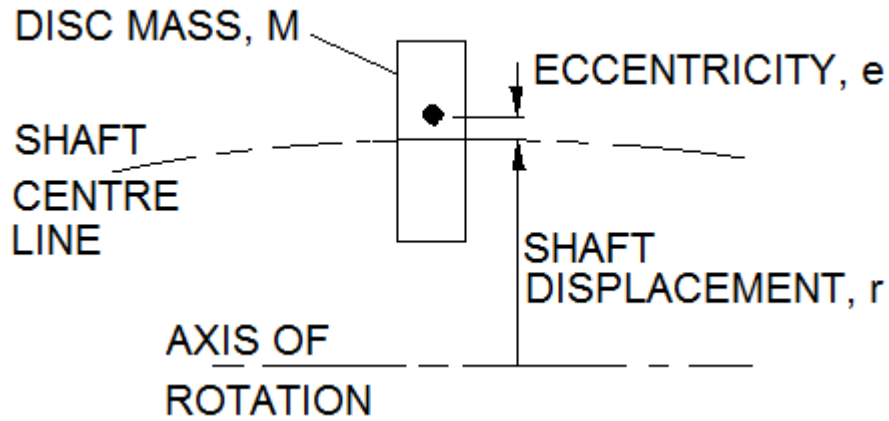 DISC MASS, M
ECCENTRICITY, e
SHAFT
CENTRE
LINE
SHAFT
DISPLACEMENT, r
AXIS OF
ROTATION